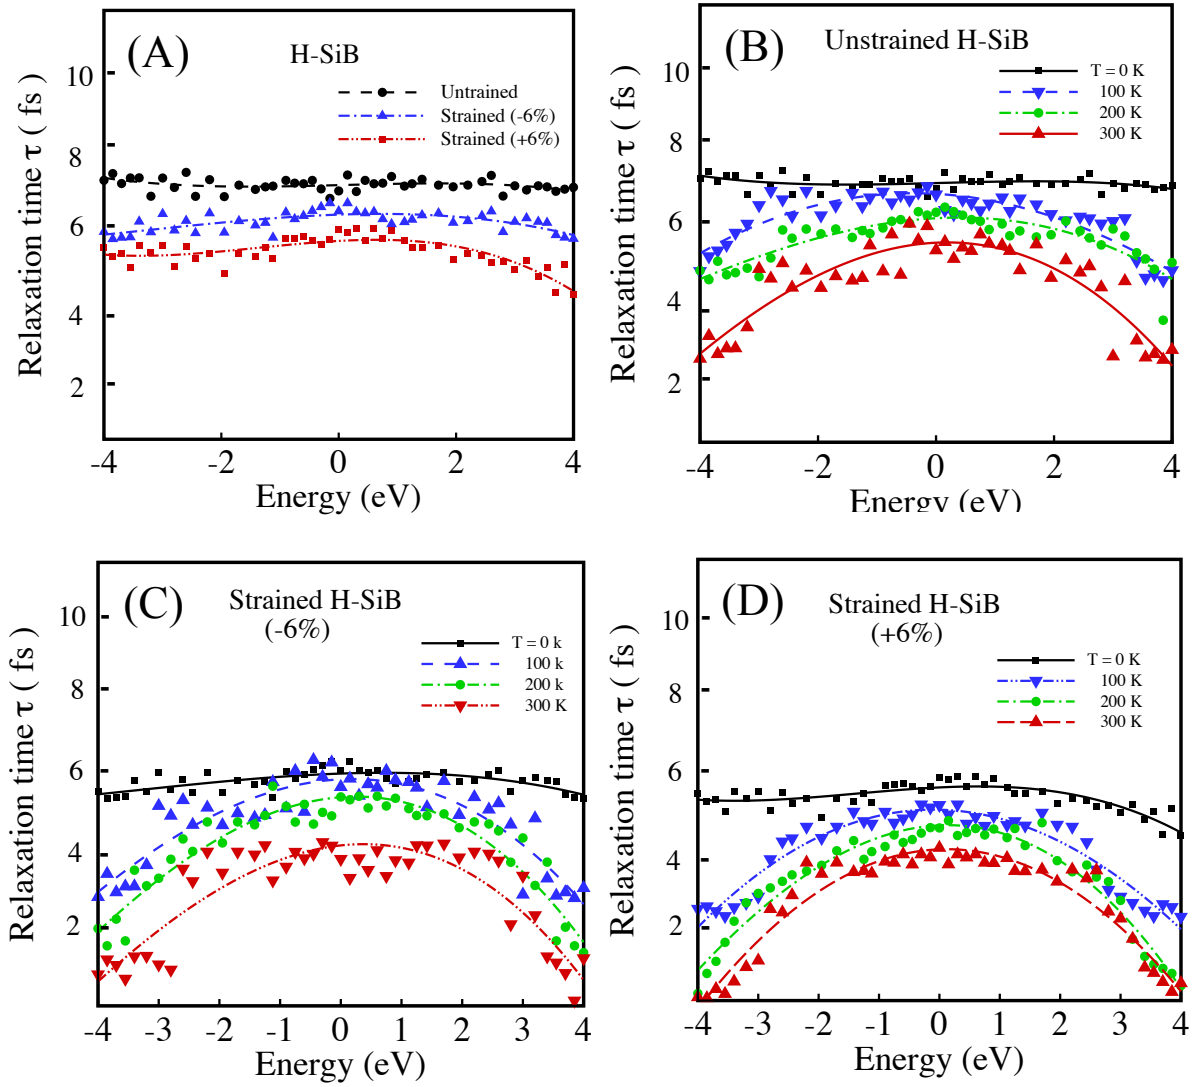 (A)
H-SiB
Untrained
Strained (-6%)
Strained (+6%)
Relaxation time τ ( fs )
10
8
6
4
2
-4 -2 0 2 4
Energy (eV)
(B)
Unstrained H-SiB
T = 0 K
100 K
200 K
300 K
Relaxation time τ ( fs )
10
8
6
4
2
-4 -2 0 2 4
Energy (eV)
(C)
Strained H-SiB
(-6%)
T = 0 k
100 k
200 k
300 K
Relaxation time τ ( fs )
10
8
6
4
2
-4 -3 -2 -1 0 1 2 3 4
Energy (eV)
(D)
Strained H-SiB
(+6%)
T = 0 K
100 K
200 K
300 K
Relaxation time τ ( fs )
10
8
6
4
2
-4 -3 -2 -1 0 1 2 3 4
Energy (eV)